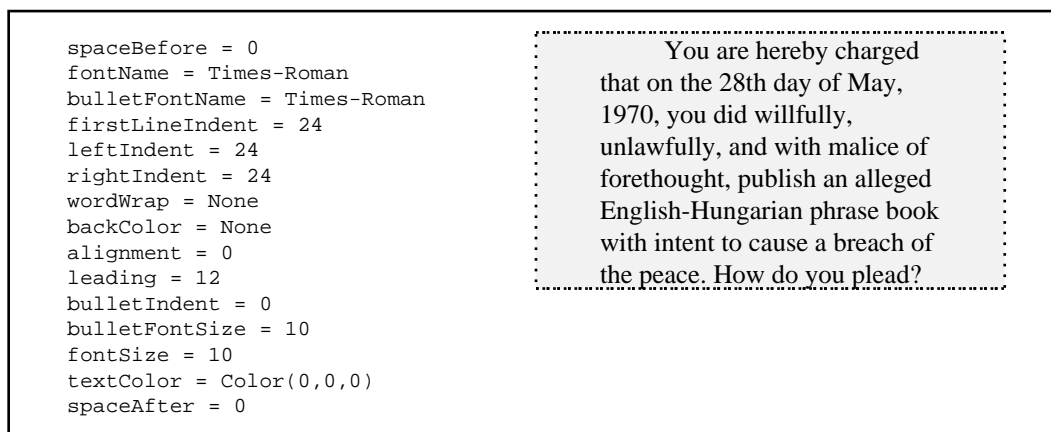 spaceBefore = 0
fontName = Times-Roman
bulletFontName = Times-Roman
firstLineIndent = 24
leftIndent = 24
rightIndent = 24
wordWrap = None
backColor = None
alignment = 0
leading = 12
bulletIndent = 0
bulletFontSize = 10
fontSize = 10
textColor = Color(0,0,0)
spaceAfter = 0
You are hereby charged
that on the 28th day of May,
1970, you did willfully,
unlawfully, and with malice of
forethought, publish an alleged
English-Hungarian phrase book
with intent to cause a breach of
the peace. How do you plead?